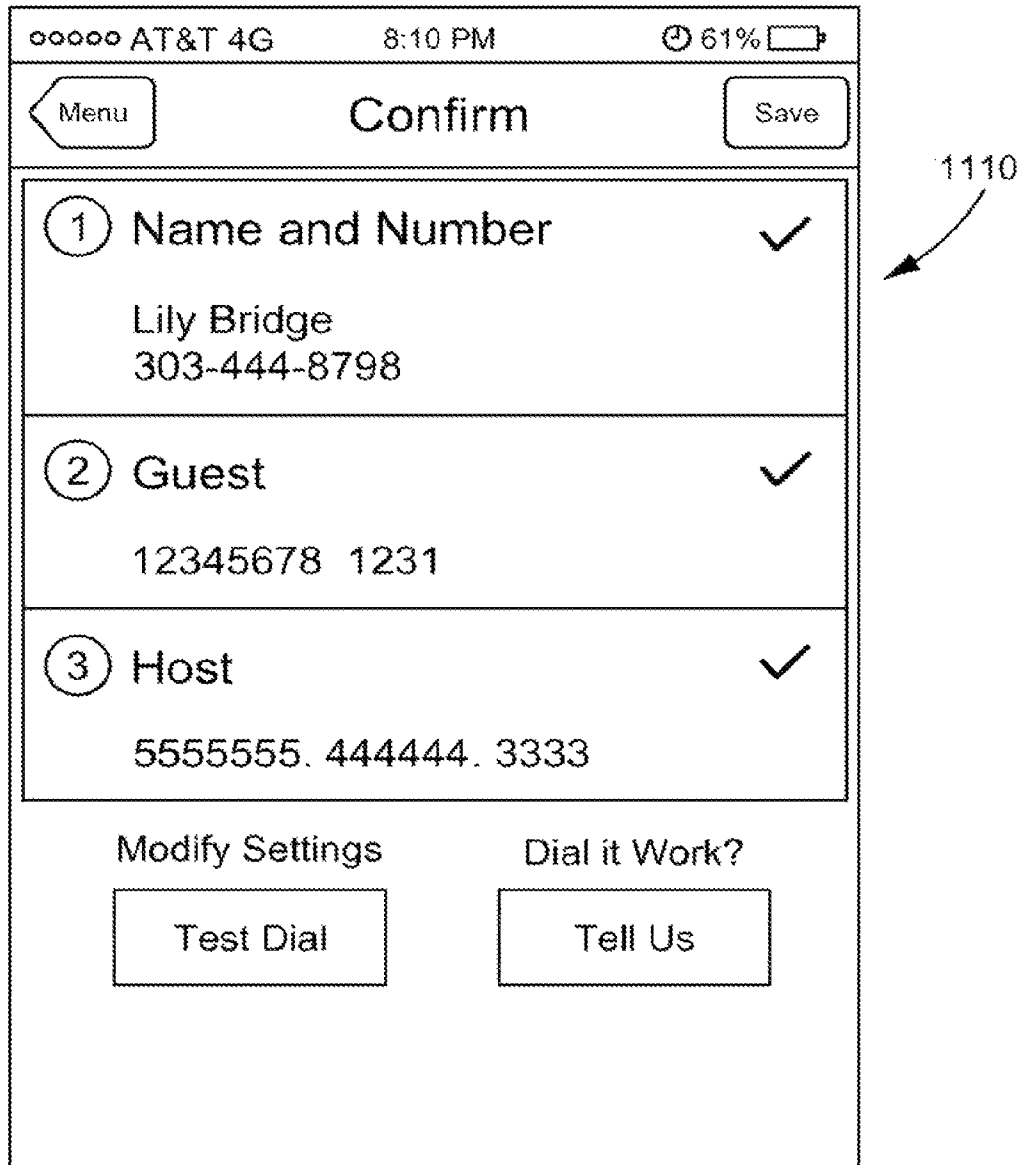 AT&T 4G 8:10 PM 61%
Menu Confirm Save
1110
1 Name and Number
Lily Bridge
303-444-8798
2 Guest
12345678 1231
3 Host
5555555. 444444. 3333
Modify Settings Dial it Work?
Test Dial Tell Us